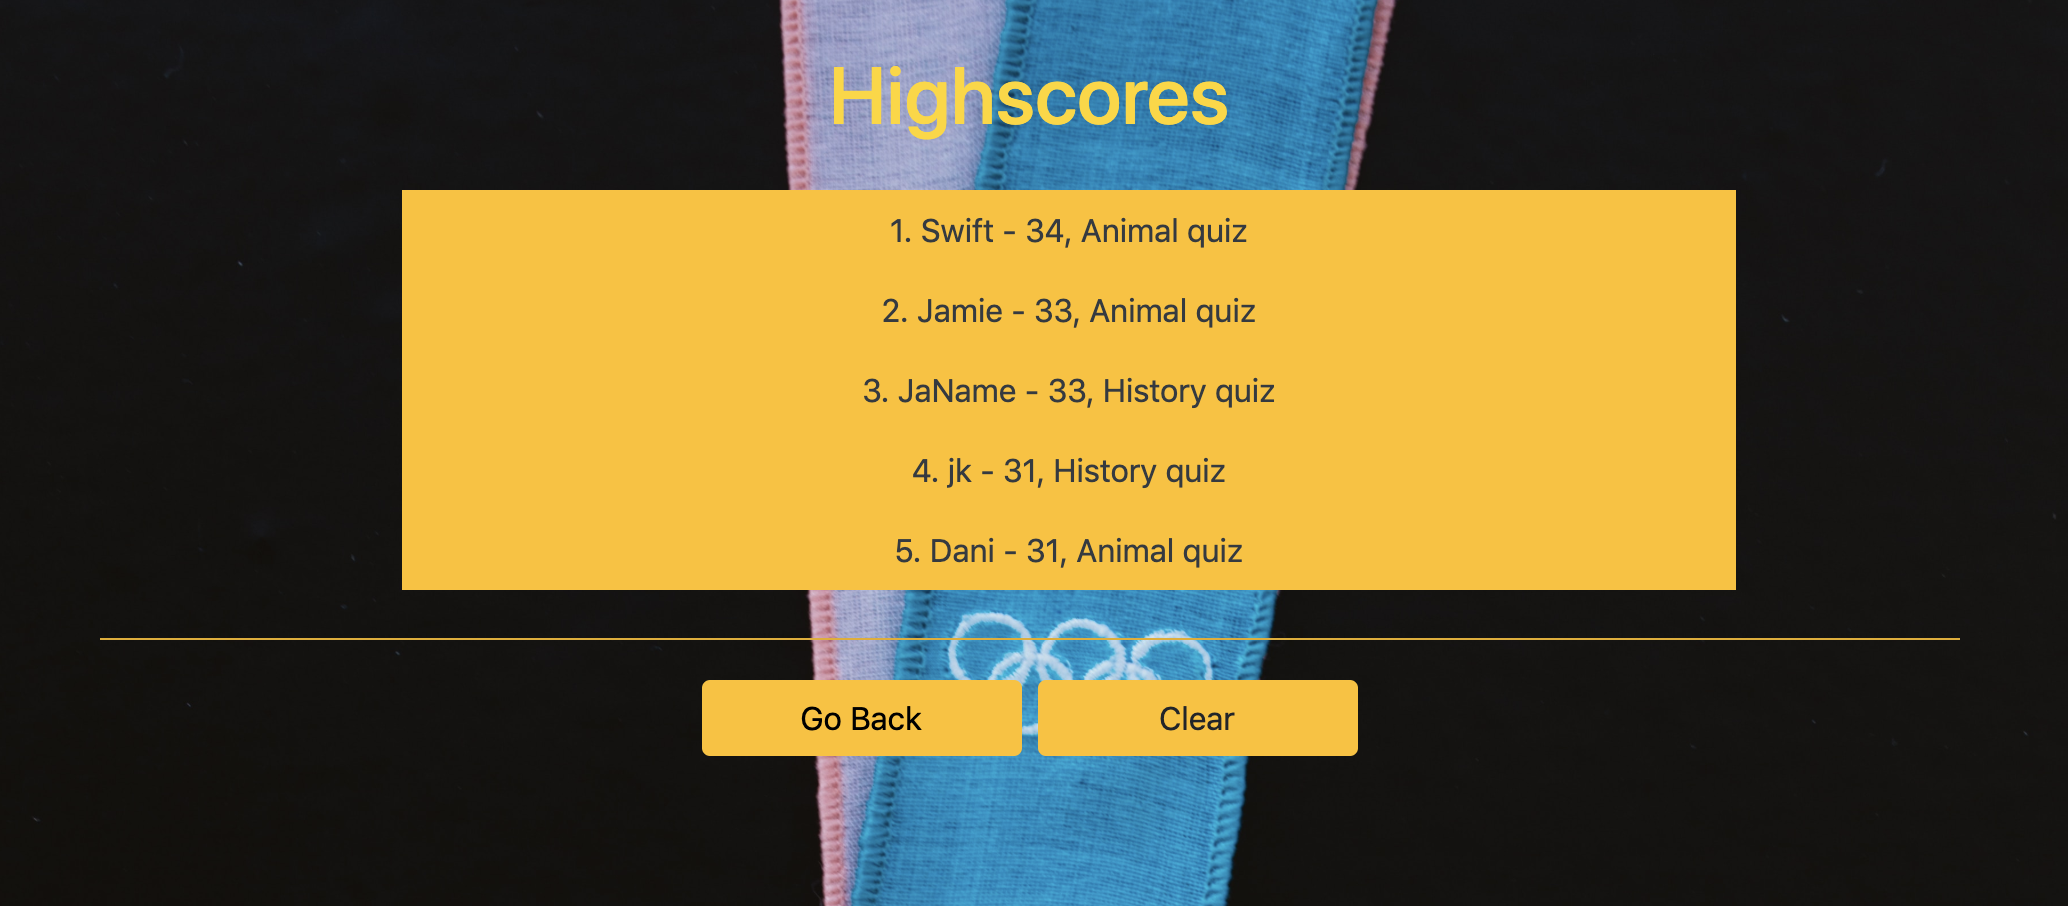 Highscores
1. Swift - 34, Animal quiz
2. Jamie - 33, Animal quiz
3. JaName - 33, History quiz
4. jk - 31, History quiz
5. Dani - 31, Animal quiz
Go Back Clear